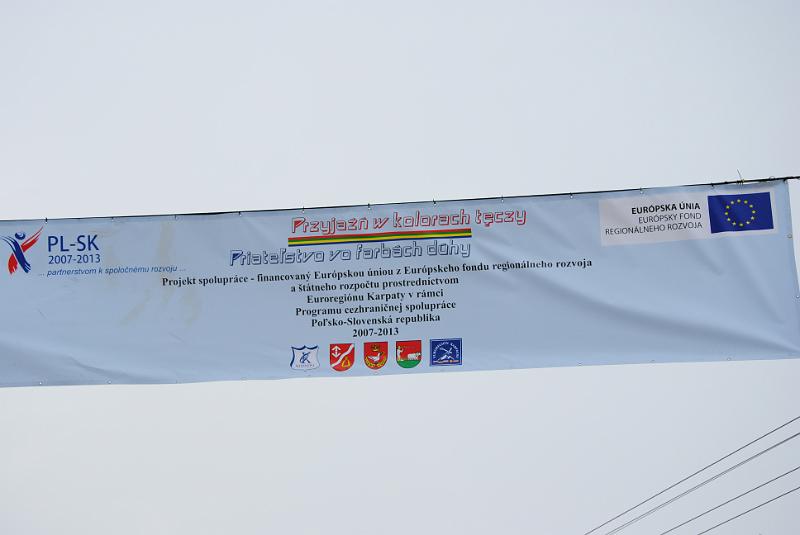 PL-SK
2007-2013
... partnerstvom k spoločnému rozvoju ...
Przyjaźń w kolorach tęczy
Priateľstvo vo farbách dúhy
EURÓPSKA ÚNIA
EURÓPSKY FOND
REGIONÁLNEHO ROZVOJA
Projekt spolupráce - financovaný Európskou úniou z Európskeho fondu regionálneho rozvoja
a štátneho rozpočtu prostredníctvom
Euroregiónu Karpaty v rámci
Programu cezhraničnej spolupráce
Poľsko-Slovenská republika
2007-2013